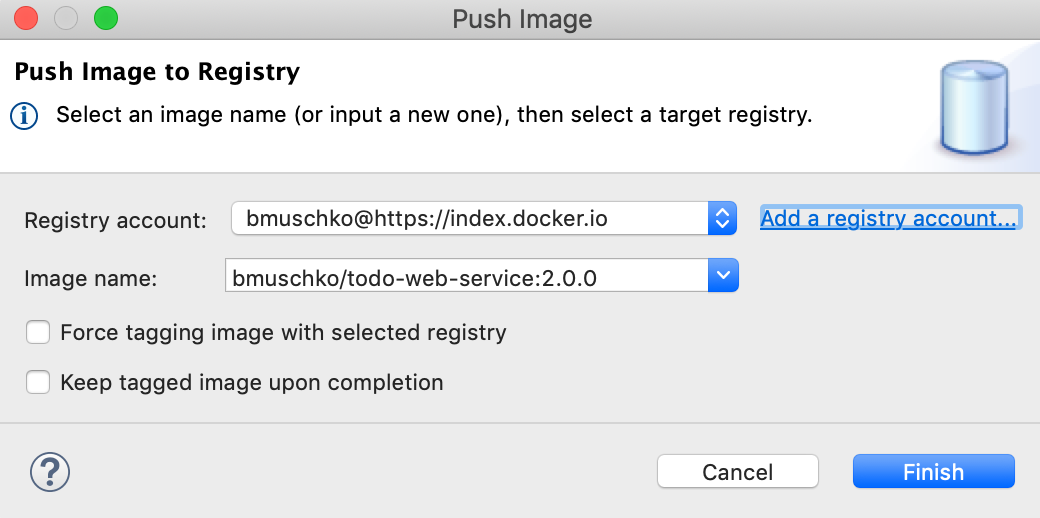 Push Image
Push Image to Registry
Select an image name (or input a new one), then select a target registry.
Registry account: bmuschko@https://index.docker.io Add a registry account...
Image name: bmuschko/todo-web-service:2.0.0
Force tagging image with selected registry
Keep tagged image upon completion
? Cancel Finish